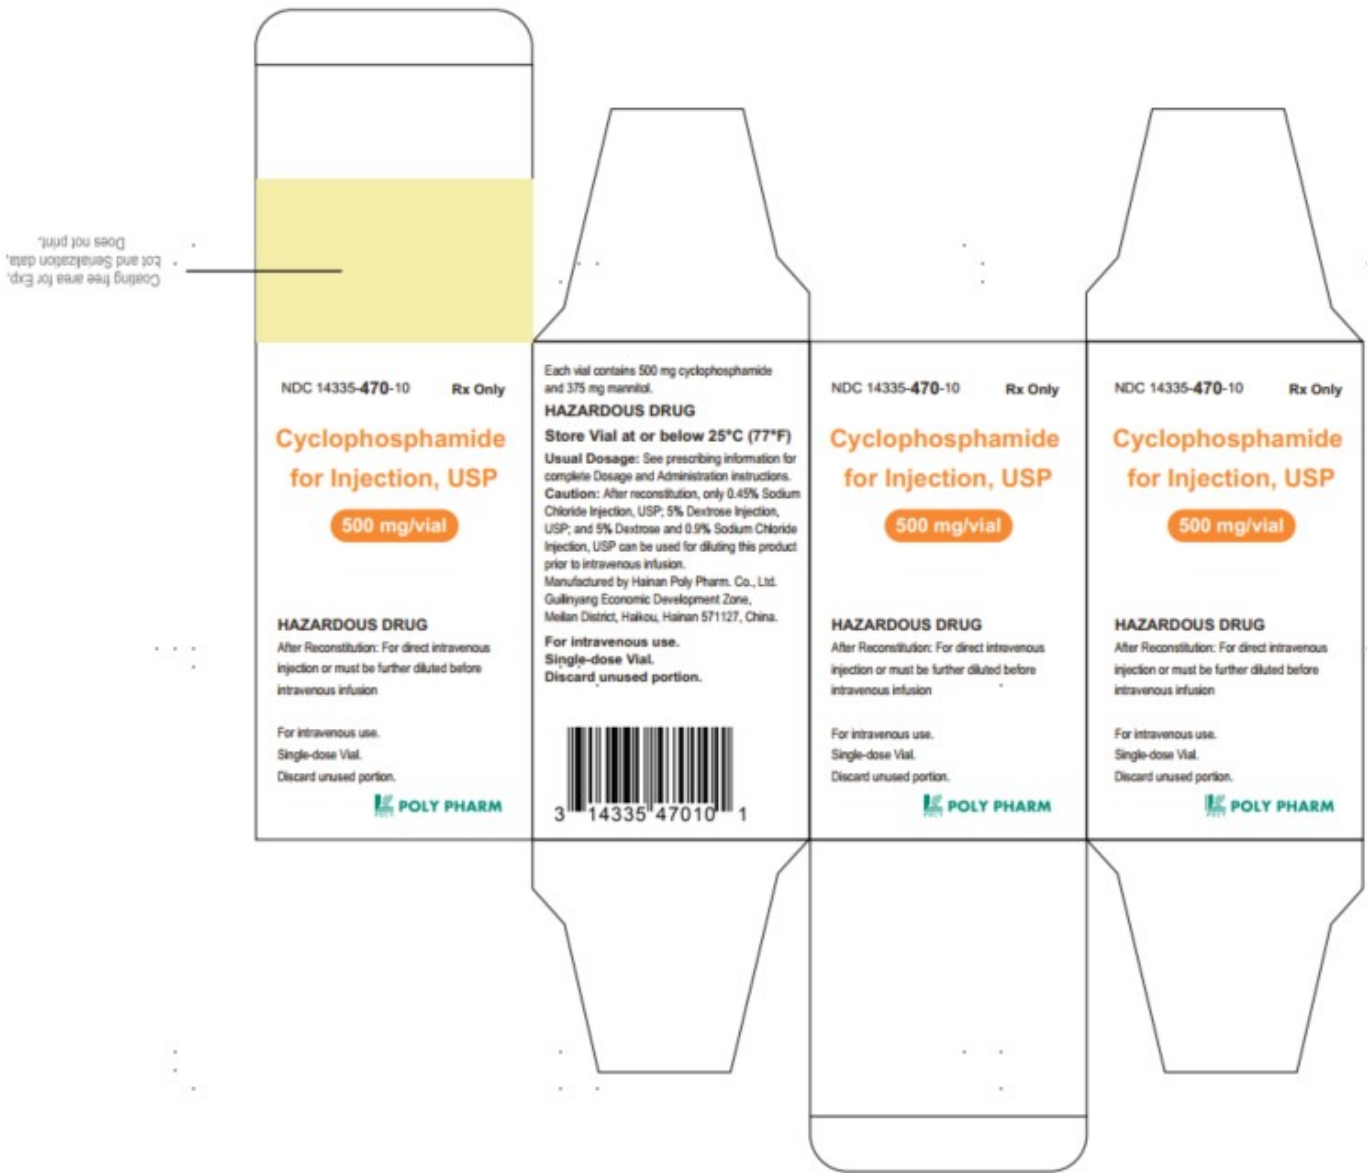 Coating free area for Exp,
Lot and Serialization data,
Does not print.
NDC 14335-470-10 Rx Only
Cyclophosphamide
for Injection, USP
500 mg/vial
HAZARDOUS DRUG
After Reconstitution: For direct intravenous
injection or must be further diluted before
intravenous infusion
For intravenous use.
Single-dose Vial.
Discard unused portion.
POLY PHARM
Each vial contains 500 mg cyclophosphamide
and 375 mg mannitol.
HAZARDOUS DRUG
Store Vial at or below 25°C (77°F)
Usual Dosage: See prescribing information for
complete Dosage and Administration instructions.
Caution: After reconstitution, only 0.45% Sodium
Chloride Injection, USP; 5% Dextrose Injection,
USP; and 5% Dextrose and 0.9% Sodium Chloride
Injection, USP can be used for diluting this product
prior to intravenous infusion.
Manufactured by Hainan Poly Pharm. Co., Ltd.
Guilinyang Economic Development Zone,
Meilan District, Haikou, Hainan 571127, China.
For intravenous use.
Single-dose Vial.
Discard unused portion.
3 14335 47010 1
NDC 14335-470-10 Rx Only
Cyclophosphamide
for Injection, USP
500 mg/vial
HAZARDOUS DRUG
After Reconstitution: For direct intravenous
injection or must be further diluted before
intravenous infusion
For intravenous use.
Single-dose Vial.
Discard unused portion.
POLY PHARM
NDC 14335-470-10 Rx Only
Cyclophosphamide
for Injection, USP
500 mg/vial
HAZARDOUS DRUG
After Reconstitution: For direct intravenous
injection or must be further diluted before
intravenous infusion
For intravenous use.
Single-dose Vial.
Discard unused portion.
POLY PHARM